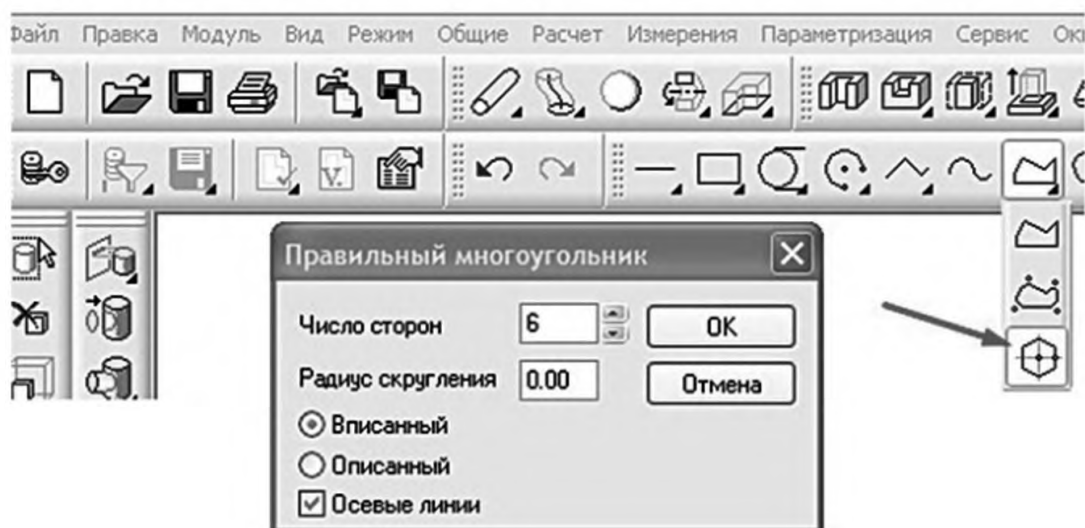 Файл Правка Модуль Вид Режим Общие Расчет Измерения Параметризация Сервис
V.
Правильный многоугольник
Число сторон 6 OK
Радиус скругления 0.00 Отмена
Вписанный
Описанный
Осевые линии